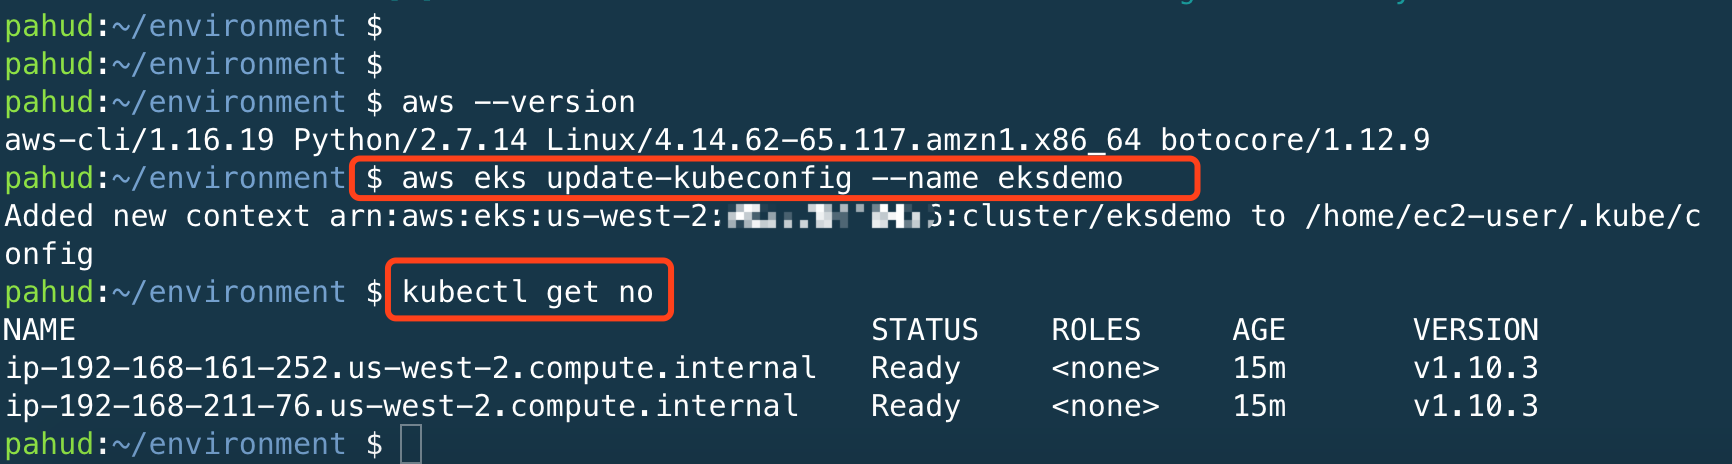 pahud:~/environment $
pahud:~/environment $
pahud:~/environment $ aws --version
aws-cli/1.16.19 Python/2.7.14 Linux/4.14.62-65.117.amzn1.x86_64 botocore/1.12.9
pahud:~/environment $ aws eks update-kubeconfig --name eksdemo
Added new context arn:aws:eks:us-west-2: :cluster/eksdemo to /home/ec2-user/.kube/c
onfig
pahud:~/environment $ kubectl get no
NAME STATUS ROLES AGE VERSION
ip-192-168-161-252.us-west-2.compute.internal Ready <none> 15m v1.10.3
ip-192-168-211-76.us-west-2.compute.internal Ready <none> 15m v1.10.3
pahud:~/environment $